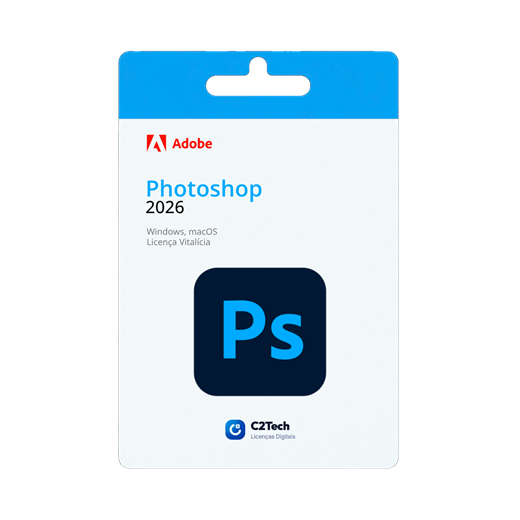 Adobe
Photoshop
2026
Windows, macOS
Licença Vitalícia
Ps
C2Tech
Licenças Digitais